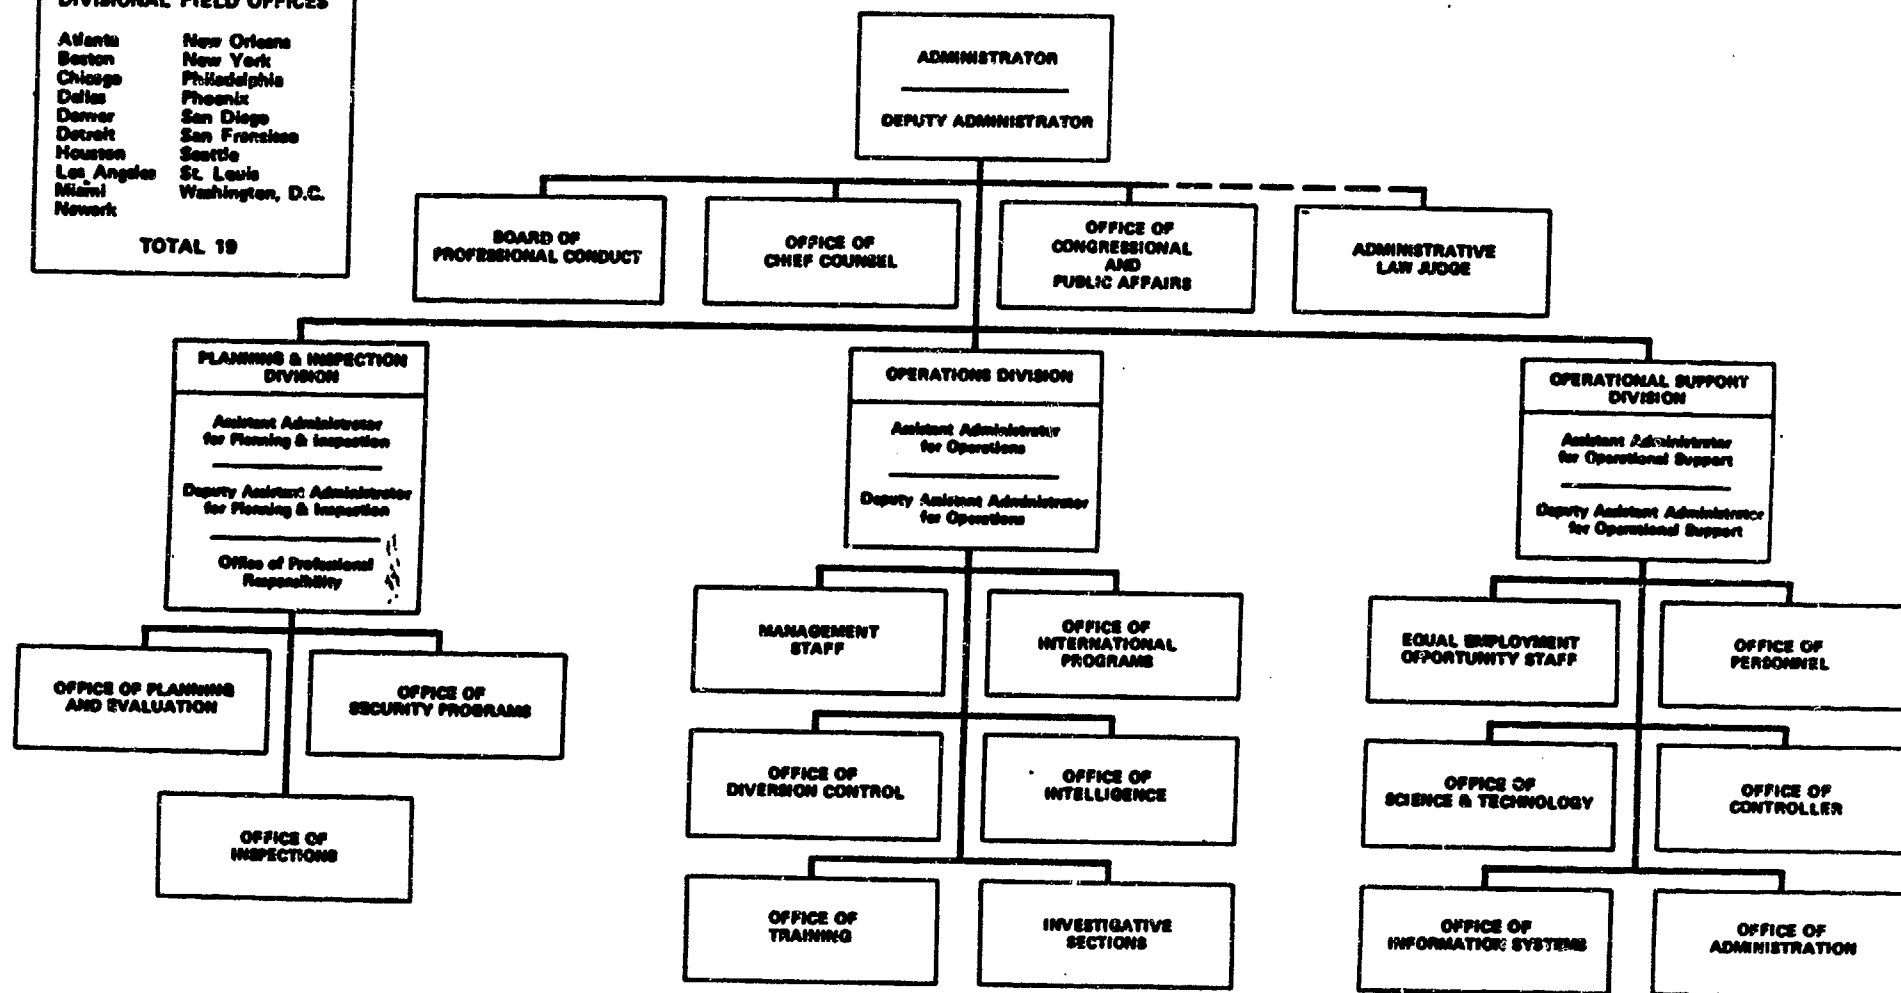 DIVISIONAL FIELD OFFICES
Atlanta New Orleans
Boston New York
Chicago Philadelphia
Dallas Phoenix
Denver San Diego
Detroit San Francisco
Houston Seattle
Los Angeles St. Louis
Miami Washington, D.C.
Newark
TOTAL 19
ADMINISTRATOR
DEPUTY ADMINISTRATOR
BOARD OF
PROFESSIONAL CONDUCT
OFFICE OF
CHIEF COUNSEL
OFFICE OF
CONGRESSIONAL
AND
PUBLIC AFFAIRS
ADMINISTRATIVE
LAW JUDGE
PLANNING & INSPECTION
DIVISION
Assistant Administrator
for Planning & Inspection
Deputy Assistant Administrator
for Planning & Inspection
Office of Professional
Responsibility
OFFICE OF PLANNING
AND EVALUATION
OFFICE OF
SECURITY PROGRAMS
OFFICE OF
INSPECTIONS
OPERATIONS DIVISION
Assistant Administrator
for Operations
Deputy Assistant Administrator
for Operations
MANAGEMENT
STAFF
OFFICE OF
INTERNATIONAL
PROGRAMS
OFFICE OF
DIVERSION CONTROL
OFFICE OF
INTELLIGENCE
OFFICE OF
TRAINING
INVESTIGATIVE
SECTIONS
OPERATIONAL SUPPORT
DIVISION
Assistant Administrator
for Operational Support
Deputy Assistant Administrator
for Operational Support
EQUAL EMPLOYMENT
OPPORTUNITY STAFF
OFFICE OF
PERSONNEL
OFFICE OF
SCIENCE & TECHNOLOGY
OFFICE OF
CONTROLLER
OFFICE OF
INFORMATION SYSTEMS
OFFICE OF
ADMINISTRATION